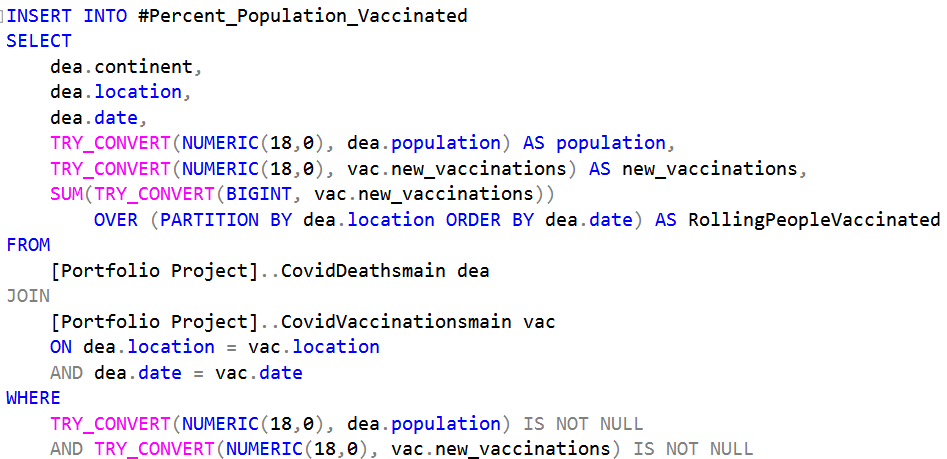 INSERT INTO #Percent_Population_Vaccinated
SELECT
dea.continent,
dea.location,
dea.date,
TRY_CONVERT(NUMERIC(18,0), dea.population) AS population,
TRY_CONVERT(NUMERIC(18,0), vac.new_vaccinations) AS new_vaccinations,
SUM(TRY_CONVERT(BIGINT, vac.new_vaccinations))
OVER (PARTITION BY dea.location ORDER BY dea.date) AS RollingPeopleVaccinated
FROM
[Portfolio Project]..CovidDeathsmain dea
JOIN
[Portfolio Project]..CovidVaccinationsmain vac
ON dea.location = vac.location
AND dea.date = vac.date
WHERE
TRY_CONVERT(NUMERIC(18,0), dea.population) IS NOT NULL
AND TRY_CONVERT(NUMERIC(18,0), vac.new_vaccinations) IS NOT NULL